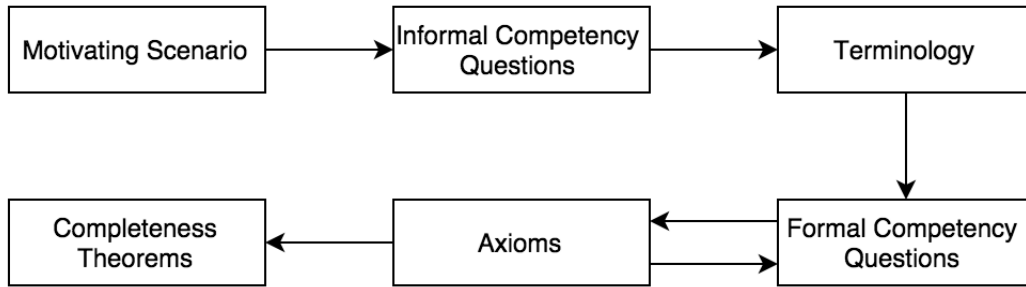 Motivating Scenario
Informal Competency
Questions
Terminology
Completeness
Theorems
Axioms
Formal Competency
Questions